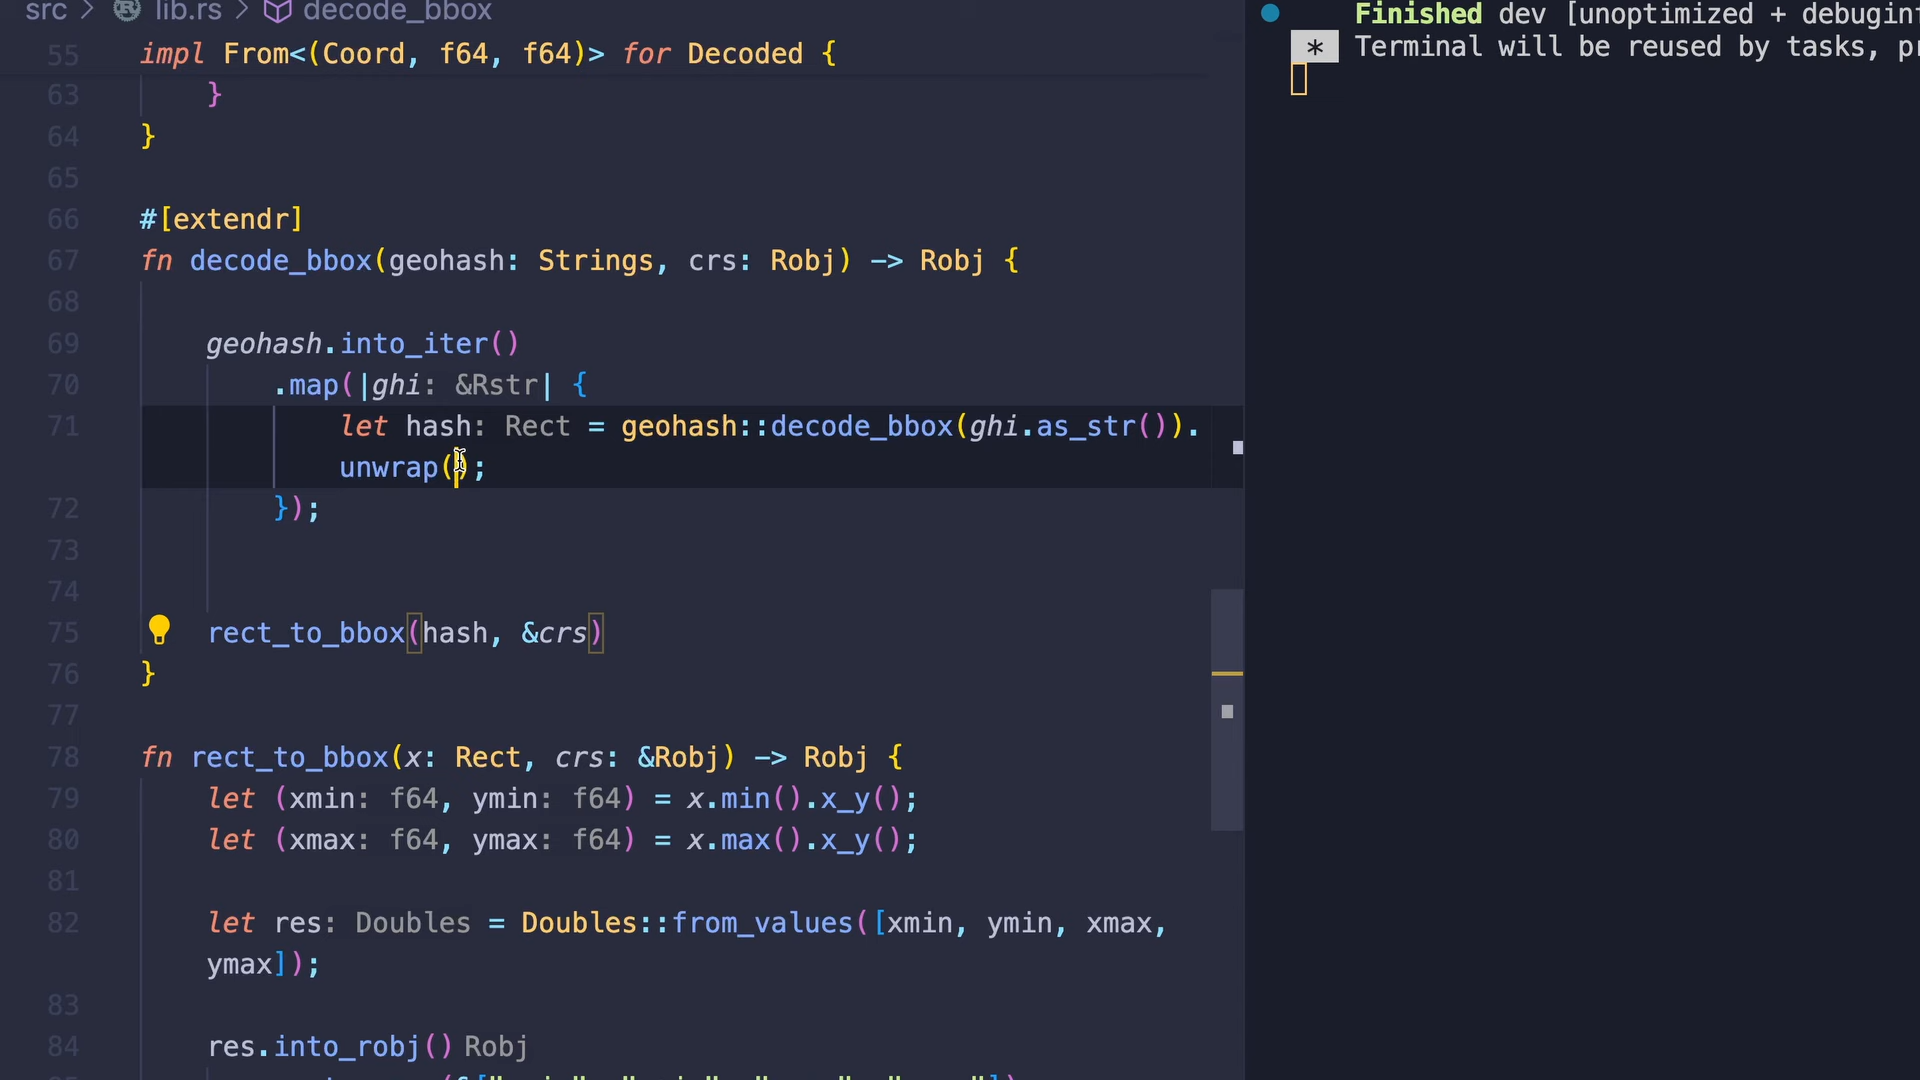 src > lib.rs > decode_bbox
55 impl From<(Coord, f64, f64)> for Decoded {
63 }
64 }
65
66 #[extendr]
67 fn decode_bbox(geohash: Strings, crs: Robj) -> Robj {
68
69 geohash.into_iter()
70 .map(|ghi: &Rstr| {
71 let hash: Rect = geohash::decode_bbox(ghi.as_str()).
unwrap();
72 });
73
74
75 rect_to_bbox(hash, &crs)
76 }
77
78 fn rect_to_bbox(x: Rect, crs: &Robj) -> Robj {
79 let (xmin: f64, ymin: f64) = x.min().x_y();
80 let (xmax: f64, ymax: f64) = x.max().x_y();
81
82 let res: Doubles = Doubles::from_values([xmin, ymin, xmax,
ymax]);
83
84 res.into_robj() Robj
Finished dev [unoptimized + debugint
* Terminal will be reused by tasks, pr